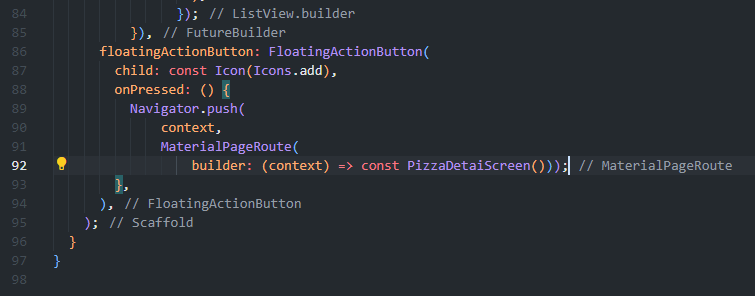 84 }); // ListView.builder
85 }), // FutureBuilder
86 floatingActionButton: FloatingActionButton(
87 child: const Icon(Icons.add),
88 onPressed: () {
89 Navigator.push(
90 context,
91 MaterialPageRoute(
92 builder: (context) => const PizzaDetaiScreen())); // MaterialPageRoute
93 },
94 ), // FloatingActionButton
95 ); // Scaffold
96 }
97 }
98